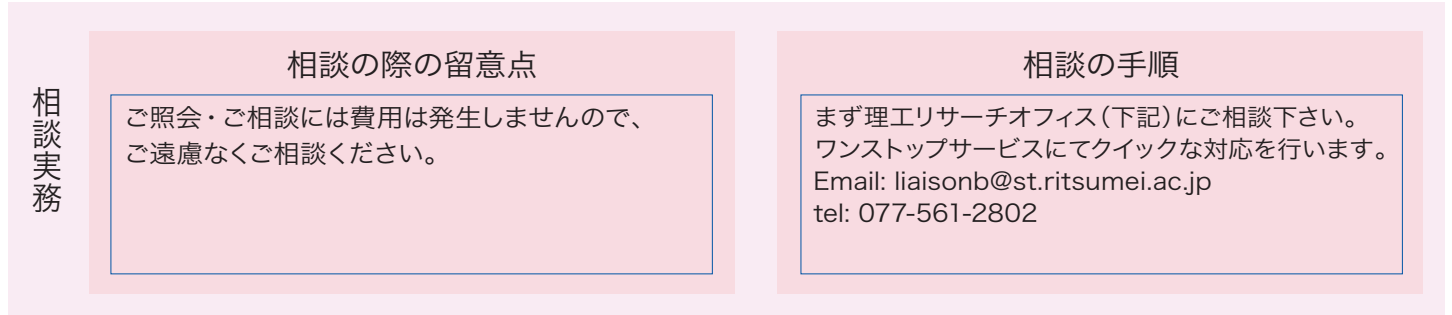 相談実務
相談の際の留意点
ご照会・ご相談には費用は発生しませんので、
ご遠慮なくご相談ください。
相談の手順
まず理工リサーチオフィス（下記）にご相談下さい。
ワンストップサービスにてクイックな対応を行います。
Email: liaisonb@st.ritsumei.ac.jp
tel: 077-561-2802